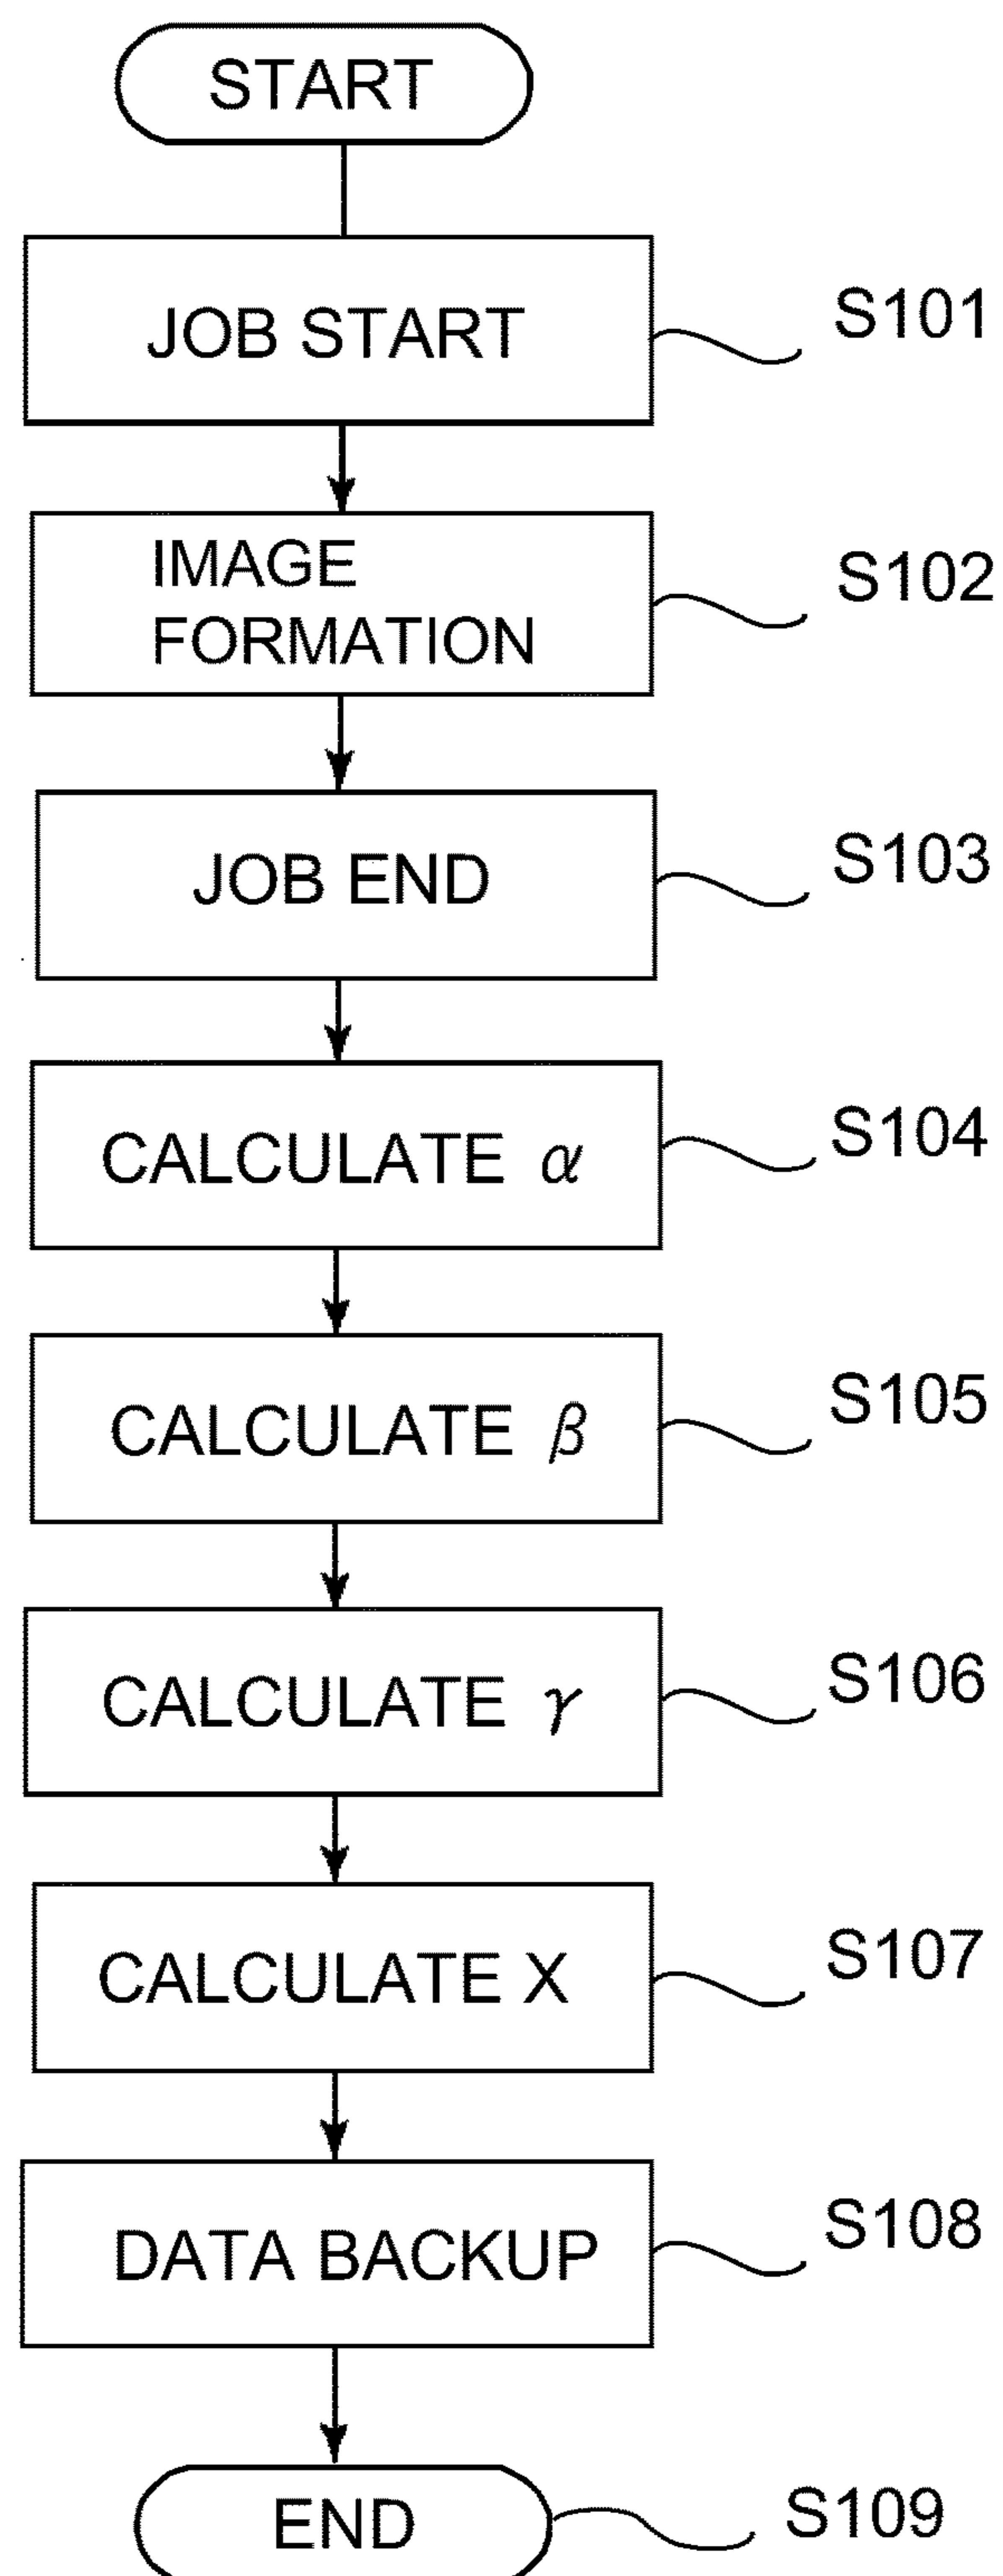 START
JOB START
S101
IMAGE
FORMATION
S102
JOB END
S103
CALCULATE α
S104
CALCULATE β
S105
CALCULATE γ
S106
CALCULATE X
S107
DATA BACKUP
S108
END
S109